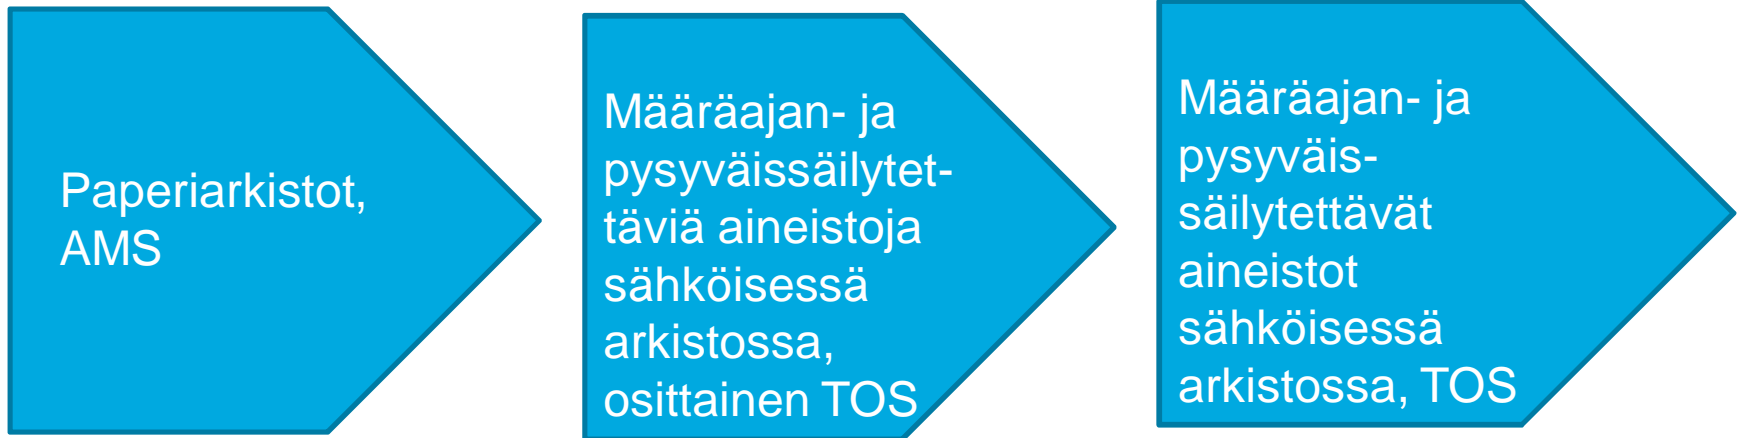 Paperiarkistot,
AMS
Määräajan- ja
pysyväissäilytet-
täviä aineistoja
sähköisessä
arkistossa,
osittainen TOS
Määräajan- ja
pysyväis-
säilytettävät
aineistot
sähköisessä
arkistossa, TOS